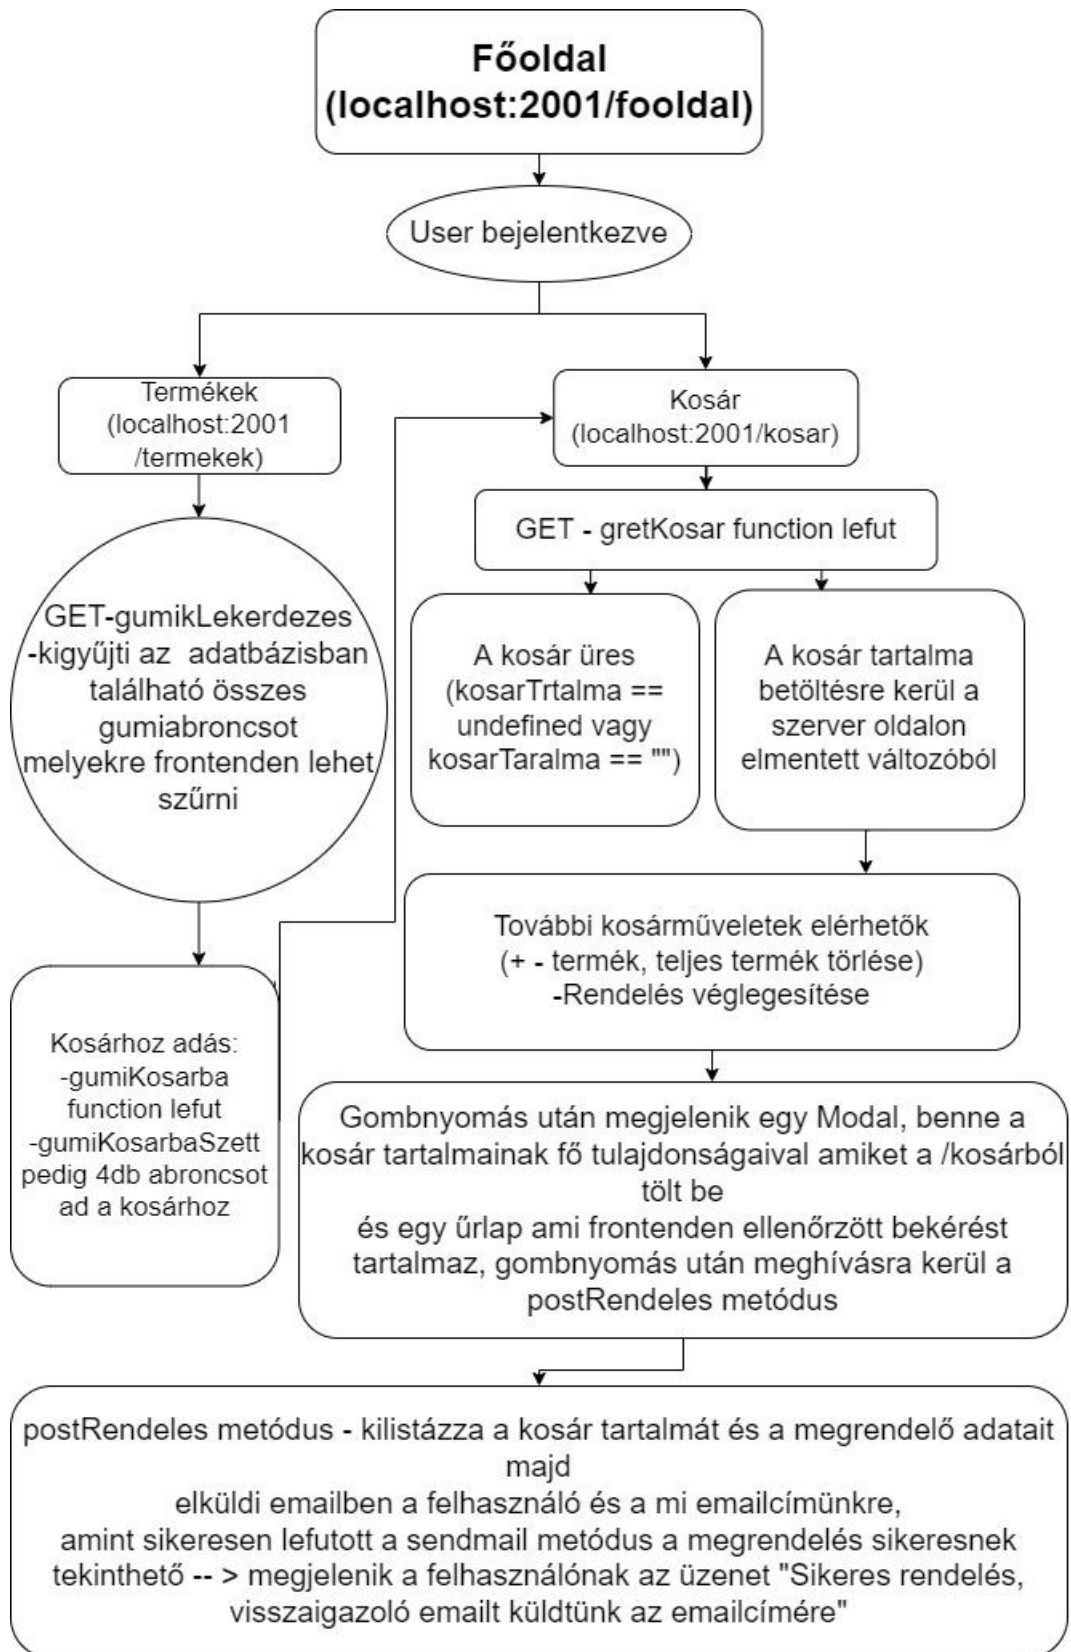 Főoldal
(localhost:2001/fooldal)
User bejelentkezve
Termékek
(localhost:2001
/termekek)
Kosár
(localhost:2001/kosar)
GET - gretKosar function lefut
GET-gumikLekerdezes
-kigyűjti az adatbázisban
található összes
gumiabroncsot
melyekre frontenden lehet
szűrni
A kosár üres
(kosarTrtalma ==
undefined vagy
kosarTaralma == "")
A kosár tartalma
betöltésre kerül a
szerver oldalon
elmentett változóból
További kosárműveletek elérhetők
(+ - termék, teljes termék törlése)
-Rendelés véglegesítése
Kosárhoz adás:
-gumiKosarba
function lefut
-gumiKosarbaSzett
pedig 4db abroncsot
ad a kosárhoz
Gombnyomás után megjelenik egy Modal, benne a
kosár tartalmainak fő tulajdonságaival amiket a /kosárból
tölt be
és egy űrlap ami frontenden ellenőrzött bekérést
tartalmaz, gombnyomás után meghívásra kerül a
postRendeles metódus
postRendeles metódus - kilistázza a kosár tartalmát és a megrendelő adatait
majd
elküldi emailben a felhasználó és a mi emailcímünkre,
amint sikeresen lefutott a sendmail metódus a megrendelés sikeresnek
tekinthető -- > megjelenik a felhasználónak az üzenet "Sikeres rendelés,
visszaigazoló emailt küldtünk az emailcímére"